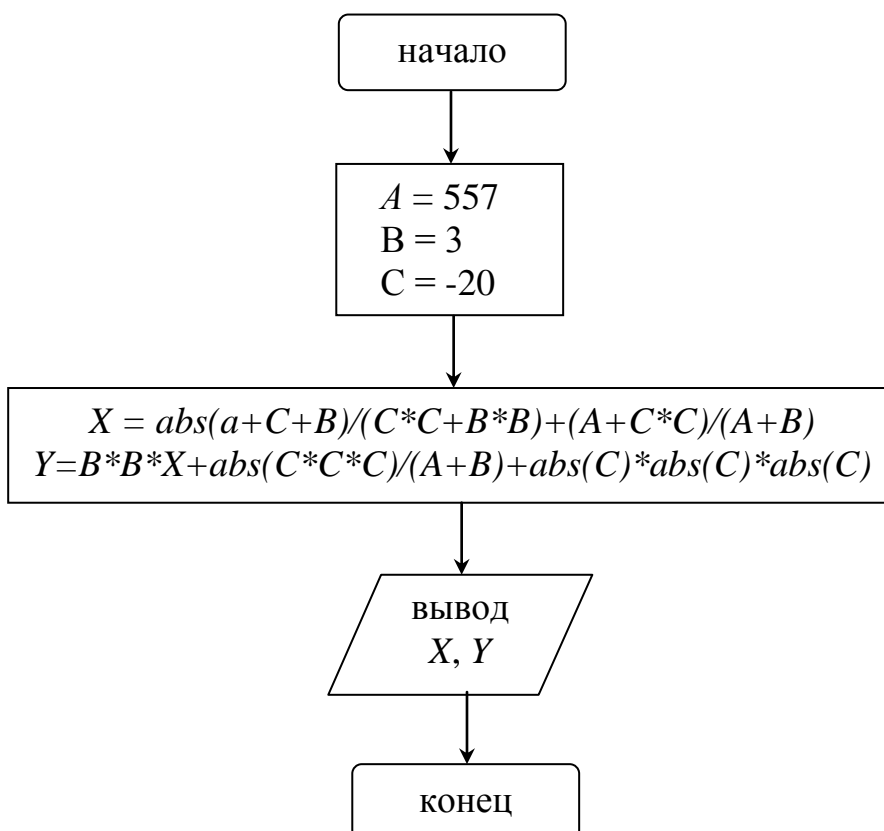 начало
A = 557
B = 3
C = -20
X = abs(a+C+B)/(C*C+B*B)+(A+C*C)/(A+B)
Y=B*B*X+abs(C*C*C)/(A+B)+abs(C)*abs(C)*abs(C)
вывод
X, Y
конец